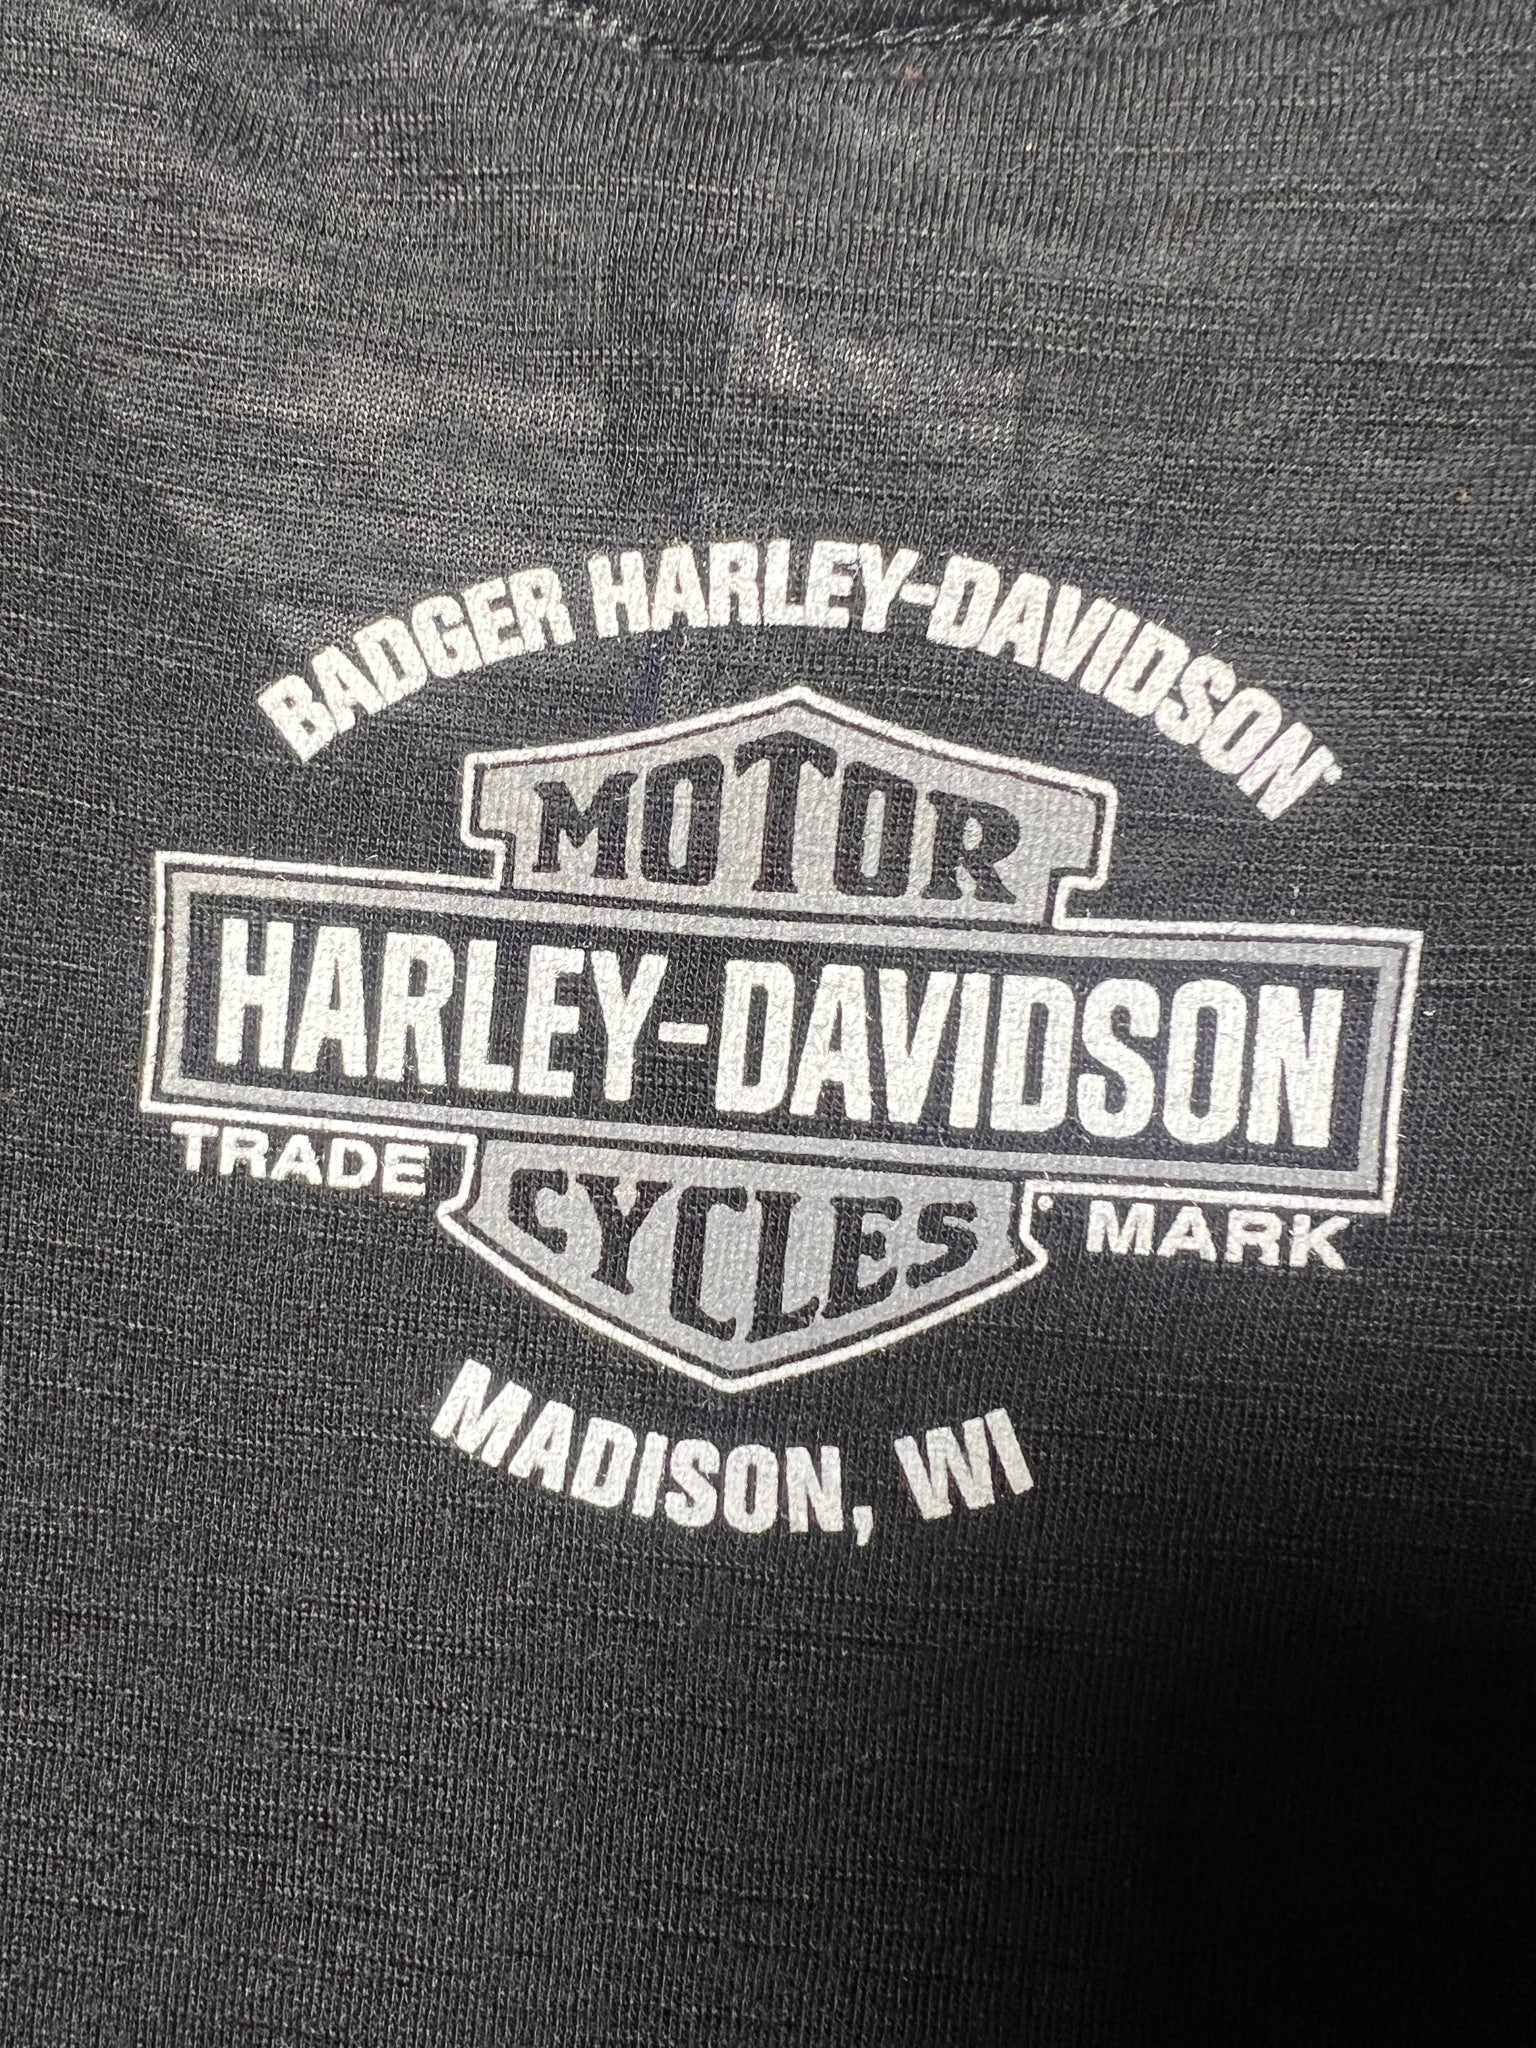 BADGER HARLEY-DAVIDSON
MOTOR
HARLEY-DAVIDSON
TRADE MARK
CYCLES
MADISON, WI